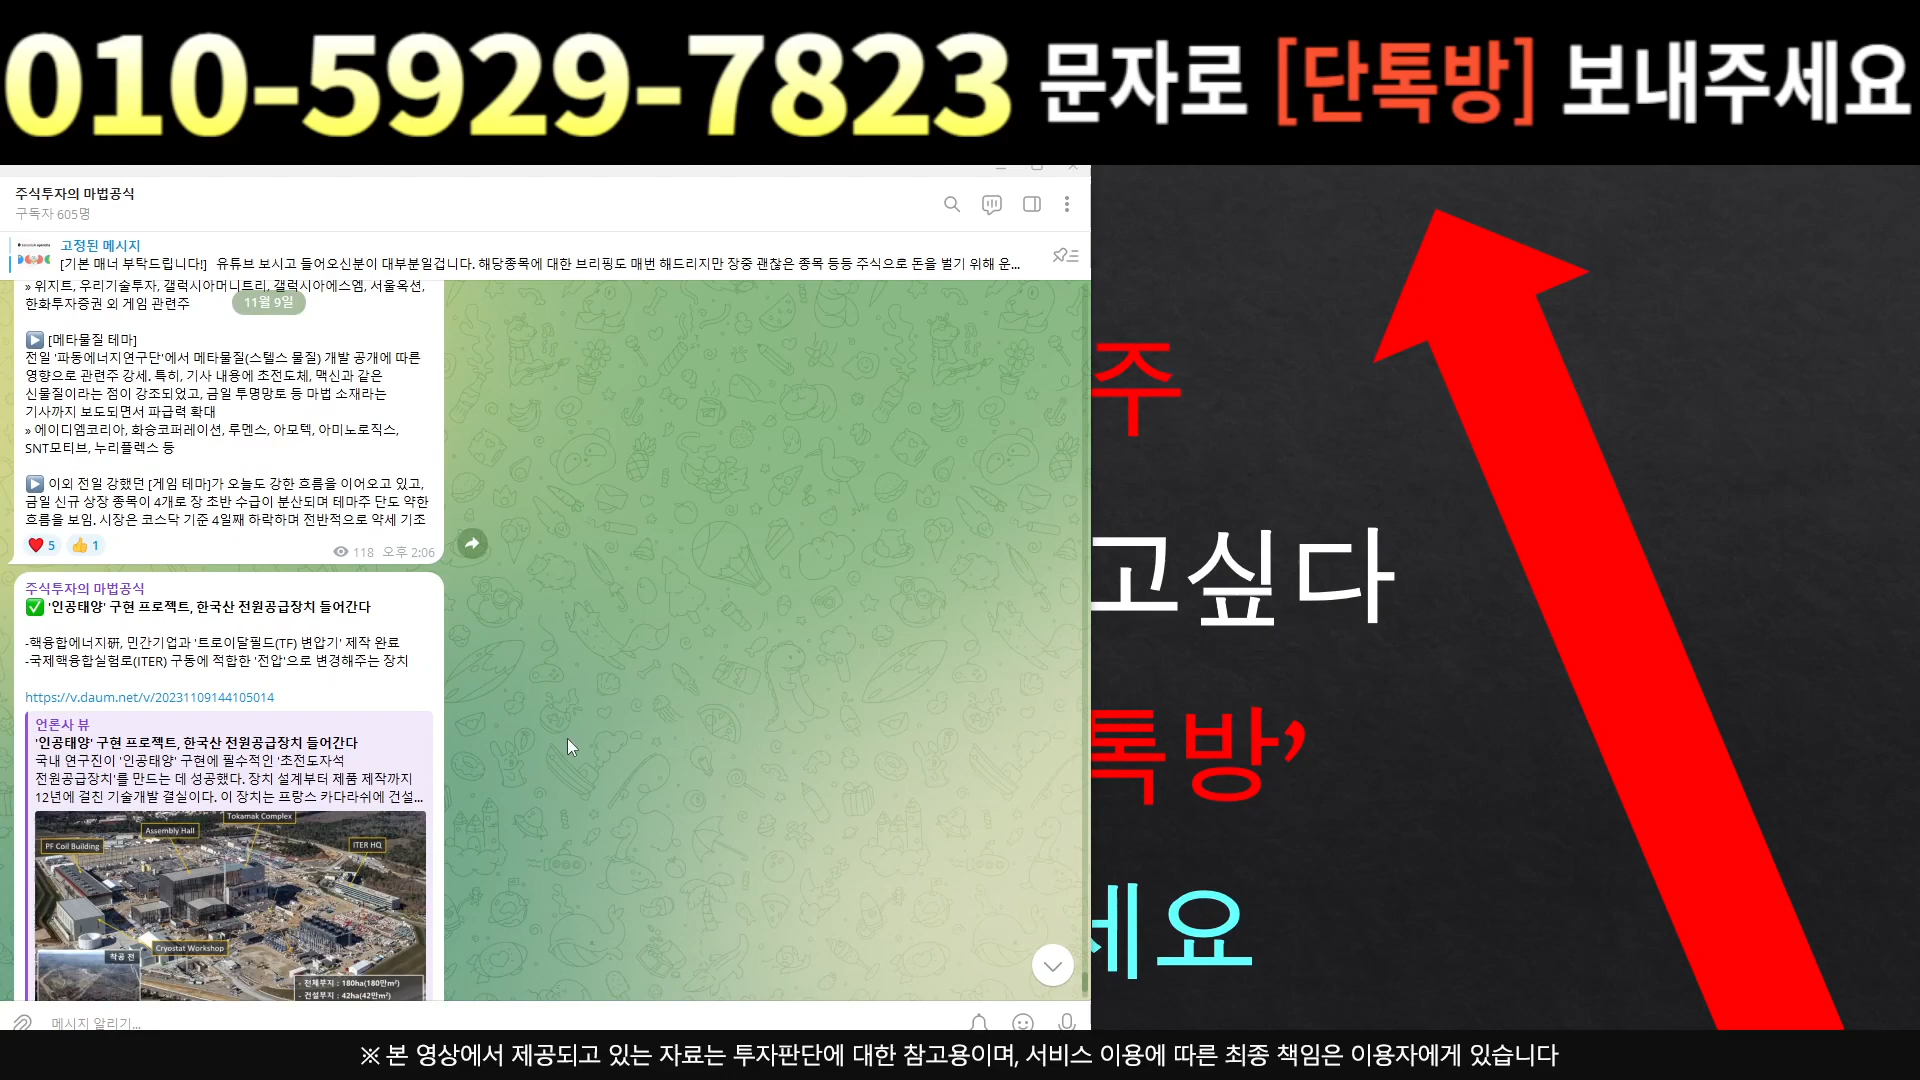 010-5929-7823 문자로 [단톡방] 보내주세요
주식투자의 마법공식
구독자 605명
고정된 메시지
[기본 매너 부탁드립니다!] 유튜브 보시고 들어오신분이 대부분일겁니다. 해당종목에 대한 브리핑도 매번 해드리지만 장중 괜찮은 종목 등등 주식으로 돈을 벌기 위해 운...
» 위지트, 우리기술투자, 갤럭시아머니트리, 갤럭시아에스엠, 서울옥션,
한화투자증권 외 게임 관련주
11월 9일
[메타물질 테마]
전일 '파동에너지연구단'에서 메타물질(스텔스 물질) 개발 공개에 따른
영향으로 관련주 강세. 특히, 기사 내용에 초전도체, 맥신과 같은
신물질이라는 점이 강조되었고, 금일 투명망토 등 마법 소재라는
기사까지 보도되면서 파급력 확대
» 에이디엠코리아, 화승코퍼레이션, 루멘스, 아모텍, 아미노로직스,
SNT모티브, 누리플렉스 등
이외 전일 강했던 [게임 테마]가 오늘도 강한 흐름을 이어오고 있고,
금일 신규 상장 종목이 4개로 장 초반 수급이 분산되며 테마주 단도 약한
흐름을 보임. 시장은 코스닥 기준 4일째 하락하며 전반적으로 약세 기조
5 1
118 오후 2:06
주식투자의 마법공식
'인공태양' 구현 프로젝트, 한국산 전원공급장치 들어간다
-핵융합에너지硏, 민간기업과 '트로이달필드(TF) 변압기' 제작 완료
-국제핵융합실험로(ITER) 구동에 적합한 '전압'으로 변경해주는 장치
https://v.daum.net/v/20231109144105014
언론사 뷰
'인공태양' 구현 프로젝트, 한국산 전원공급장치 들어간다
국내 연구진이 '인공태양' 구현에 필수적인 '초전도자석
전원공급장치'를 만드는 데 성공했다. 장치 설계부터 제품 제작까지
12년에 걸친 기술개발 결실이다. 이 장치는 프랑스 카다라쉬에 건설...
Tokamak Complex
Assembly Hall
PF Coil Building
ITER HQ
Cryostat Workshop
착공 전
- 전체부지 : 180ha(180만m²)
- 건설부지 : 42ha(42만m²)
메시지 알리기...
주
고싶다
톡방’
세요
※ 본 영상에서 제공되고 있는 자료는 투자판단에 대한 참고용이며, 서비스 이용에 따른 최종 책임은 이용자에게 있습니다